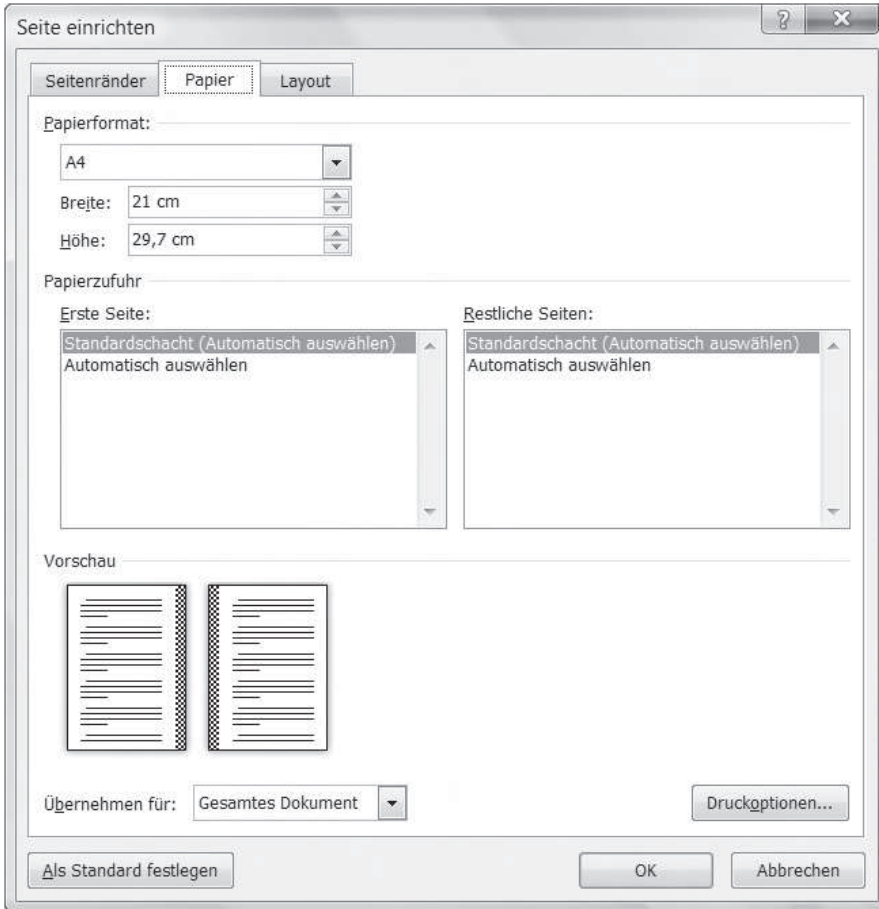 Seite einrichten
Seitenränder Papier Layout
Papierformat:
A4
Breite: 21 cm
Höhe: 29,7 cm
Papierzufuhr
Erste Seite: Restliche Seiten:
Standardschacht (Automatisch auswählen) Standardschacht (Automatisch auswählen)
Automatisch auswählen Automatisch auswählen
Vorschau
Übernehmen für: Gesamtes Dokument Druckoptionen...
Als Standard festlegen OK Abbrechen